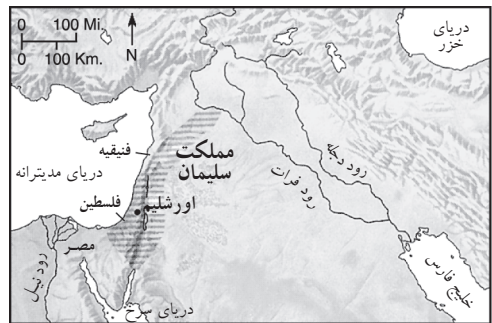 0 100 Mi.
0 100 Km.
N
دریای
خزر
فنیقیه
مملکت
سلیمان
دریای مدیترانه
رود دجله
رود فرات
فلسطین
اورشلیم
مصر
رود نیل
دریای سرخ
خلیج فارس